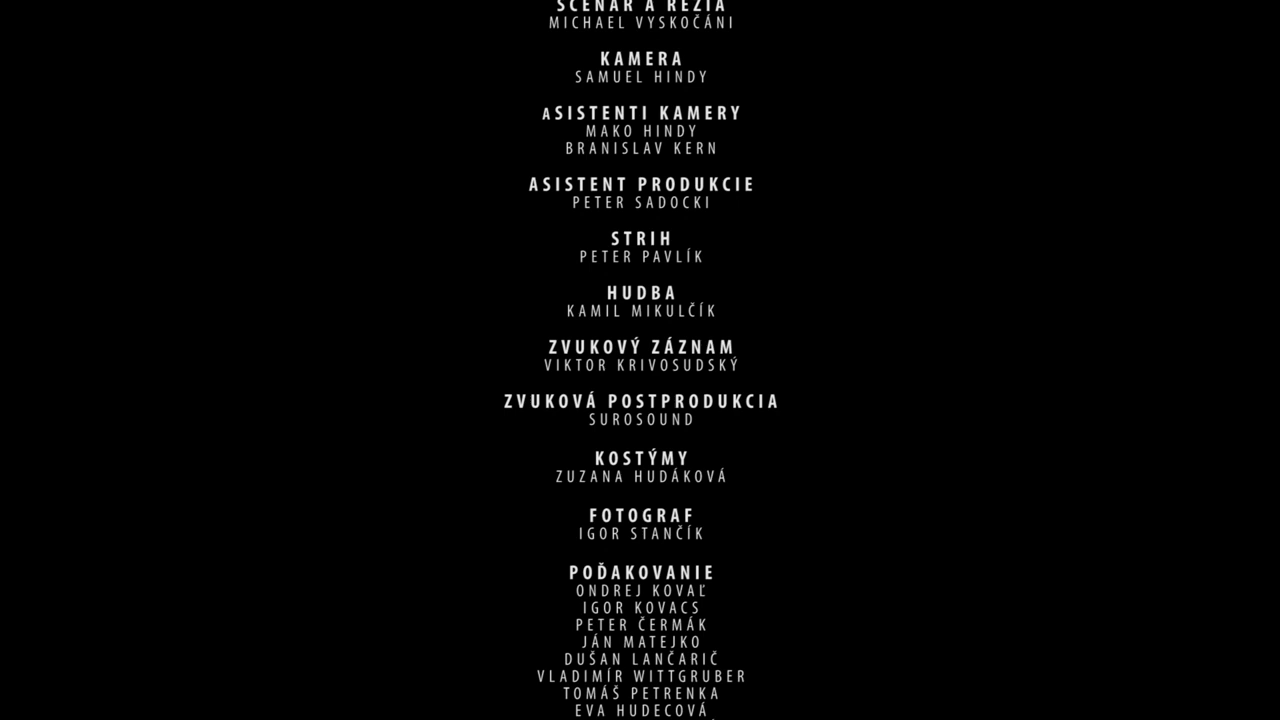 SCENÁR A RÉŽIA
MICHAEL VYSKOČÁNI
KAMERA
SAMUEL HINDY
ASISTENTI KAMERY
MAKO HINDY
BRANISLAV KERN
ASISTENT PRODUKCIE
PETER SADOCKI
STRIH
PETER PAVLÍK
HUDBA
KAMIL MIKULČÍK
ZVUKOVÝ ZÁZNAM
VIKTOR KRIVOSUDSKÝ
ZVUKOVÁ POSTPRODUKCIA
SUROSOUND
KOSTÝMY
ZUZANA HUDÁKOVÁ
FOTOGRAF
IGOR STANČÍK
POĎAKOVANIE
ONDREJ KOVAĽ
IGOR KOVACS
PETER ČERMÁK
JÁN MATEJKO
DUŠAN LANČARIČ
VLADIMÍR WITTGRUBER
TOMÁŠ PETRENKA
EVA HUDECOVÁ